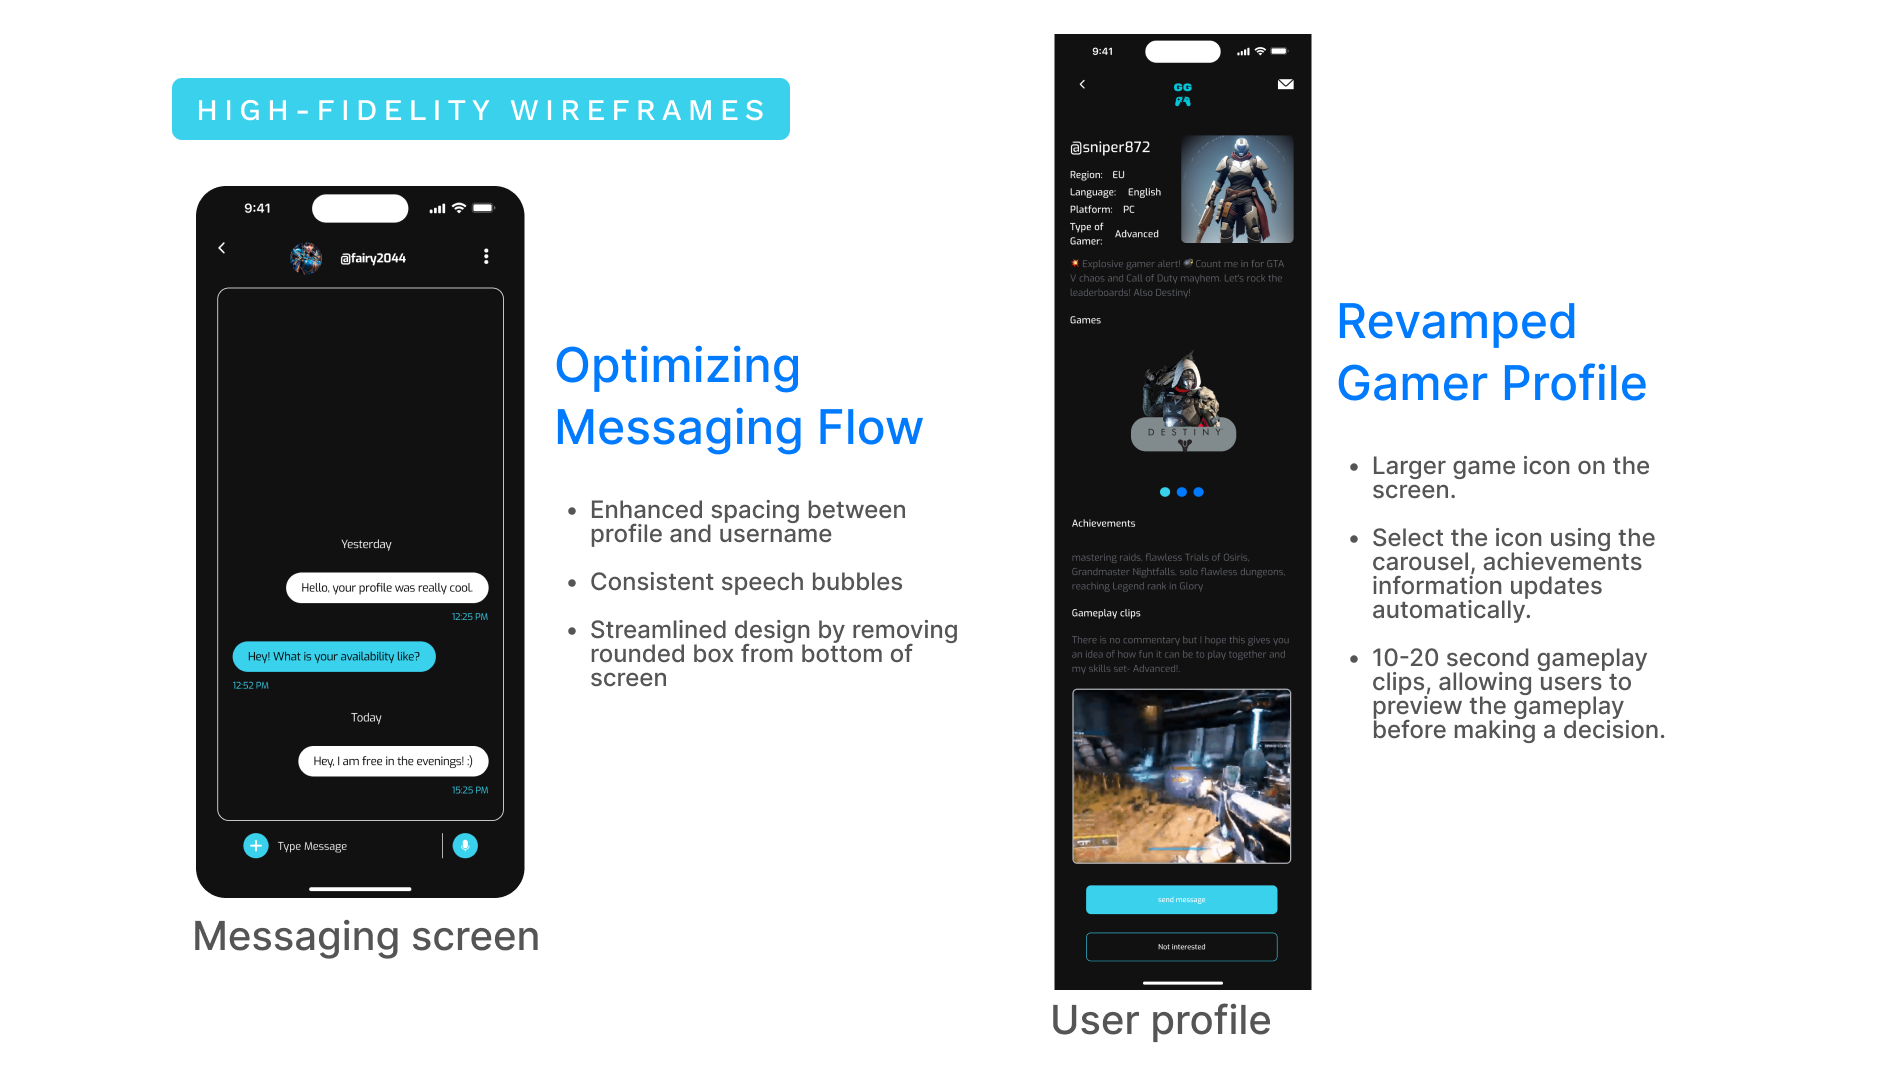 HIGH-FIDELITY WIREFRAMES
9:41
@fairy2044
Yesterday
Hello, your profile was really cool.
12:25 PM
Hey! What is your availability like?
12:52 PM
Today
Hey, I am free in the evenings! :)
15:25 PM
Type Message
Messaging screen
Optimizing
Messaging Flow
• Enhanced spacing between
profile and username
• Consistent speech bubbles
• Streamlined design by removing
rounded box from bottom of
screen
9:41
GG
@sniper872
Region: EU
Language: English
Platform: PC
Type of
Gamer: Advanced
💥 Explosive gamer alert! 💣 Count me in for GTA
V chaos and Call of Duty mayhem. Let's rock the
leaderboards! Also Destiny!
Games
DESTINY
Achievements
mastering raids, flawless Trials of Osiris,
Grandmaster Nightfalls, solo flawless dungeons,
reaching Legend rank in Glory
Gameplay clips
There is no commentary but I hope this gives you
an idea of how fun it can be to play together and
my skills set- Advanced!.
send message
Not interested
User profile
Revamped
Gamer Profile
• Larger game icon on the
screen.
• Select the icon using the
carousel, achievements
information updates
automatically.
• 10-20 second gameplay
clips, allowing users to
preview the gameplay
before making a decision.